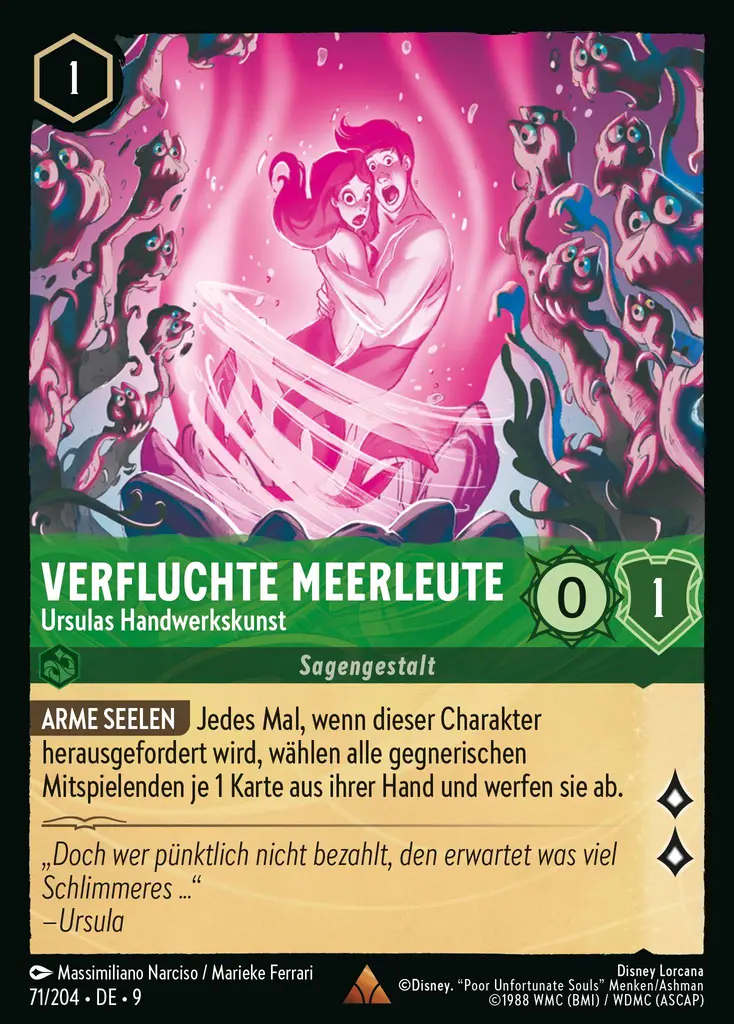 1
VERFLUCHTE MEERLEUTE
Ursulas Handwerkskunst
0
1
Sagengestalt
ARME SEELEN Jedes Mal, wenn dieser Charakter
herausgefordert wird, wählen alle gegnerischen
Mitspielenden je 1 Karte aus ihrer Hand und werfen sie ab.
„Doch wer pünktlich nicht bezahlt, den erwartet was viel
Schlimmeres ...“
–Ursula
Massimiliano Narciso / Marieke Ferrari
71/204 • DE • 9
Disney Lorcana
©Disney. “Poor Unfortunate Souls” Menken/Ashman
©1988 WMC (BMI) / WDMC (ASCAP)